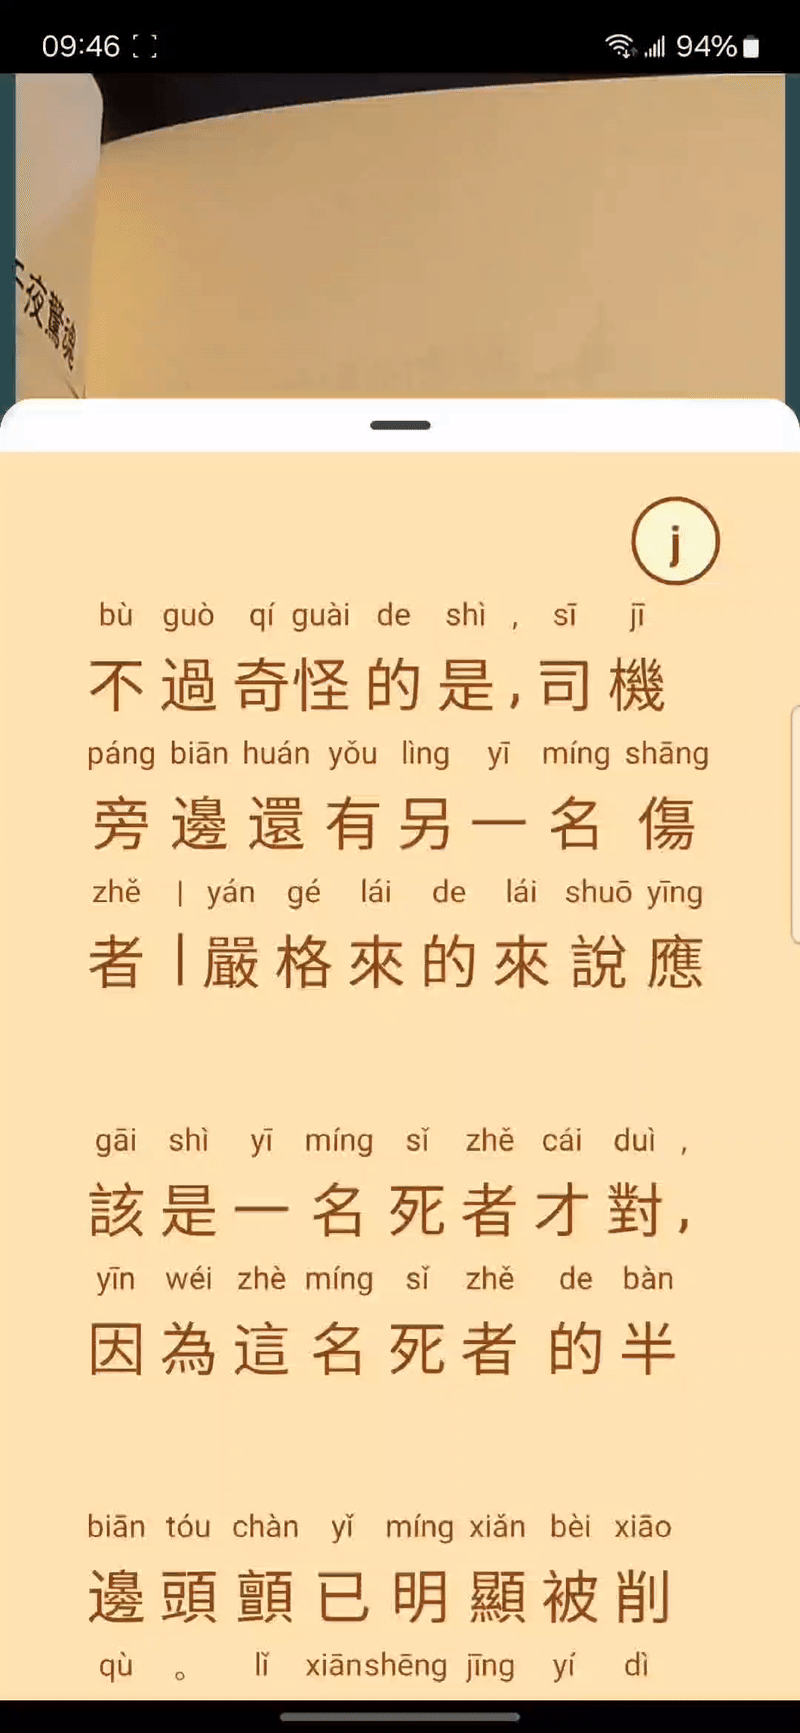 09:46 94%
夜驚魂
j
bù guò qí guài de shì , sī jī
不過奇怪的是,司機
páng biān huán yǒu lìng yī míng shāng
旁邊還有另一名傷
zhě | yán gé lái de lái shuō yīng
者|嚴格來的來說應
gāi shì yī míng sǐ zhě cái duì ,
該是一名死者才對,
yīn wéi zhè míng sǐ zhě de bàn
因為這名死者的半
biān tóu chàn yǐ míng xiǎn bèi xiāo
邊頭顫已明顯被削
qù 。 lǐ xiānshēng jīng yí dì